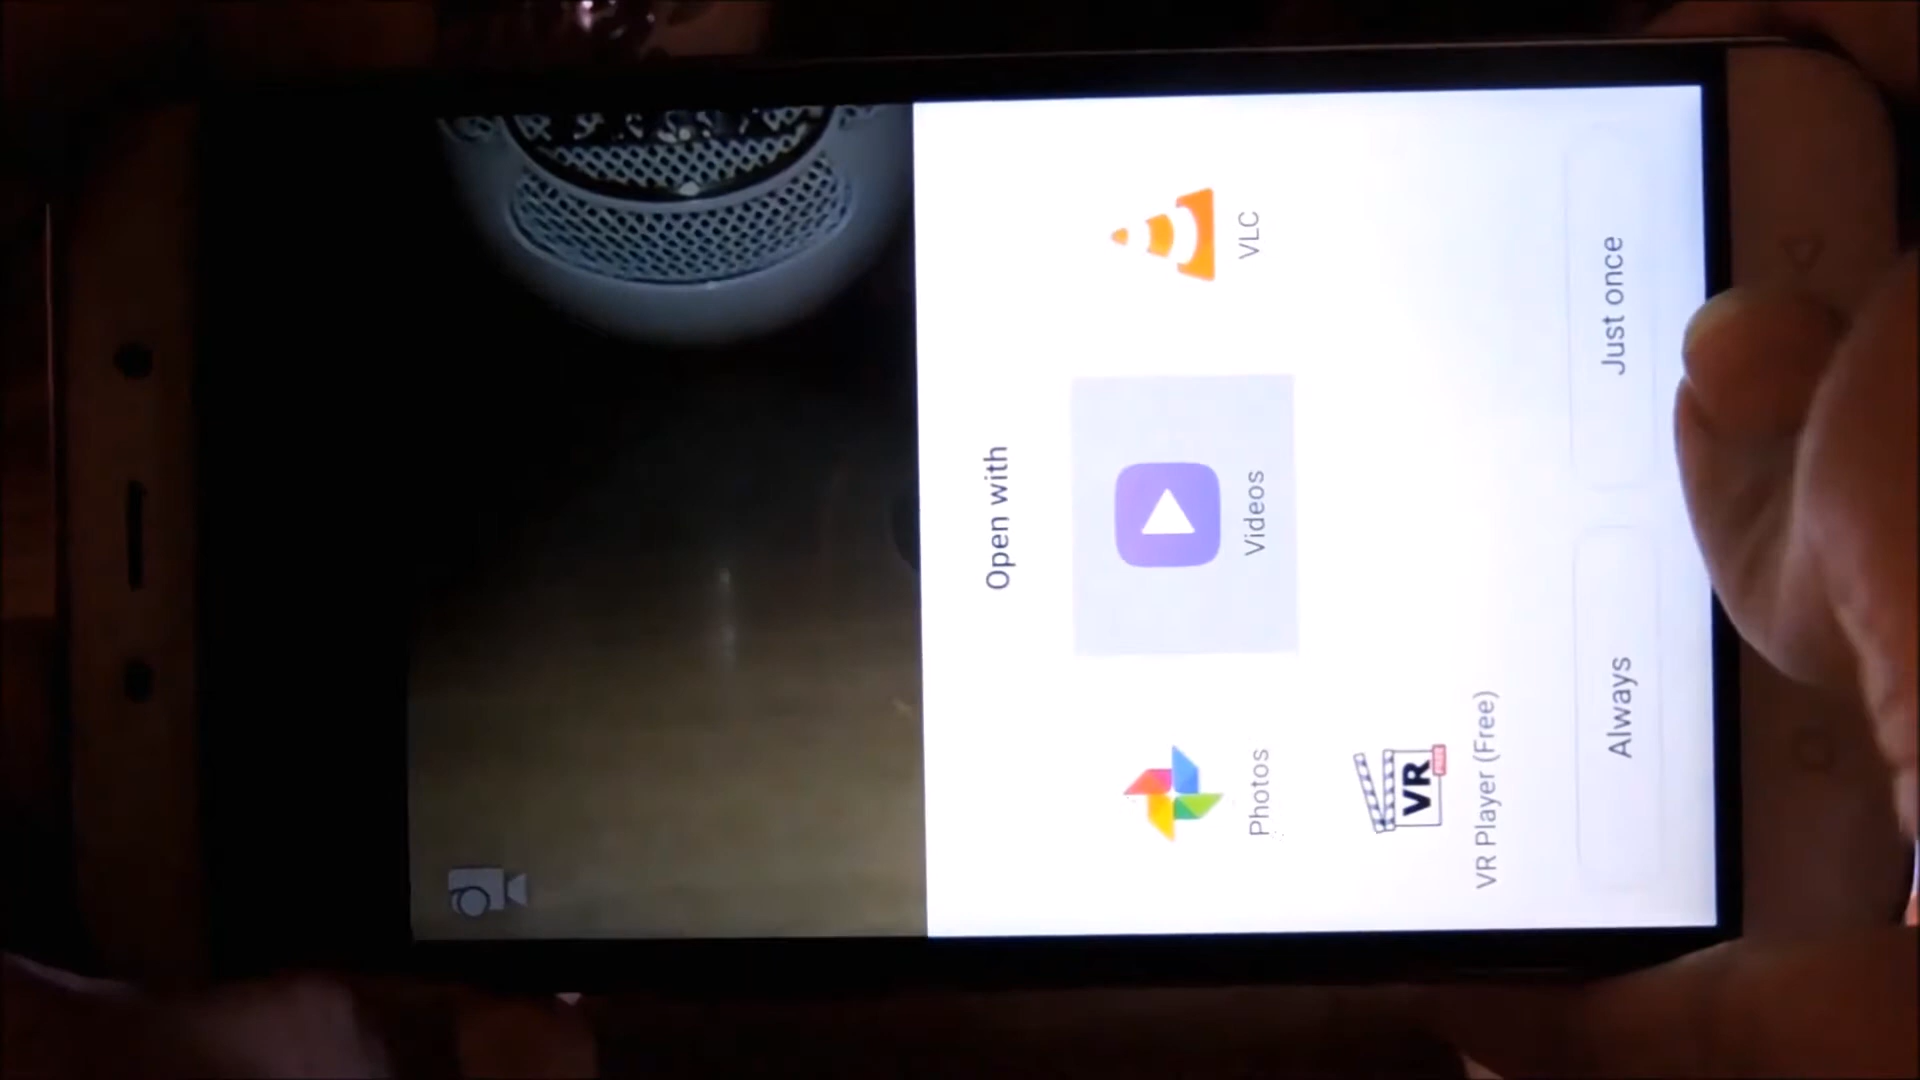 Open with
Photos
Videos
VLC
VR
VR Player (Free)
Always
Just once